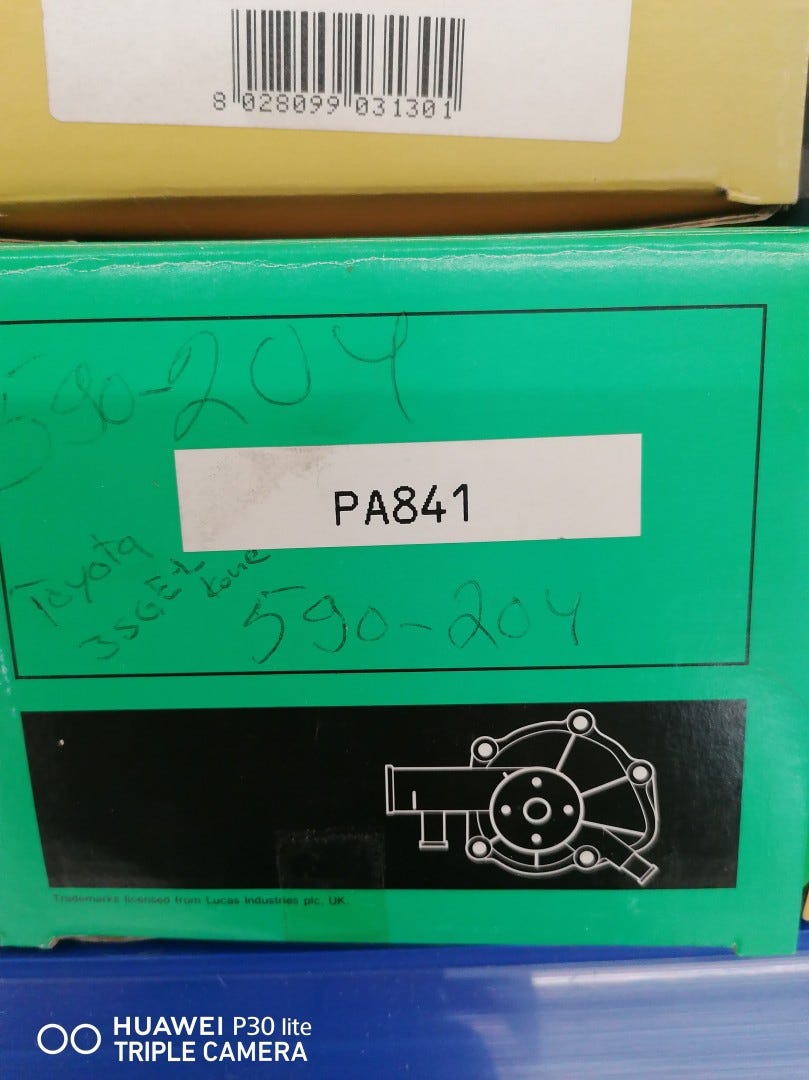 8 028099 031301
590-204
PA841
Toyota
3SGE-L
590-204
Trademarks licensed from Lucas Industries plc. UK.
HUAWEI P30 lite
TRIPLE CAMERA